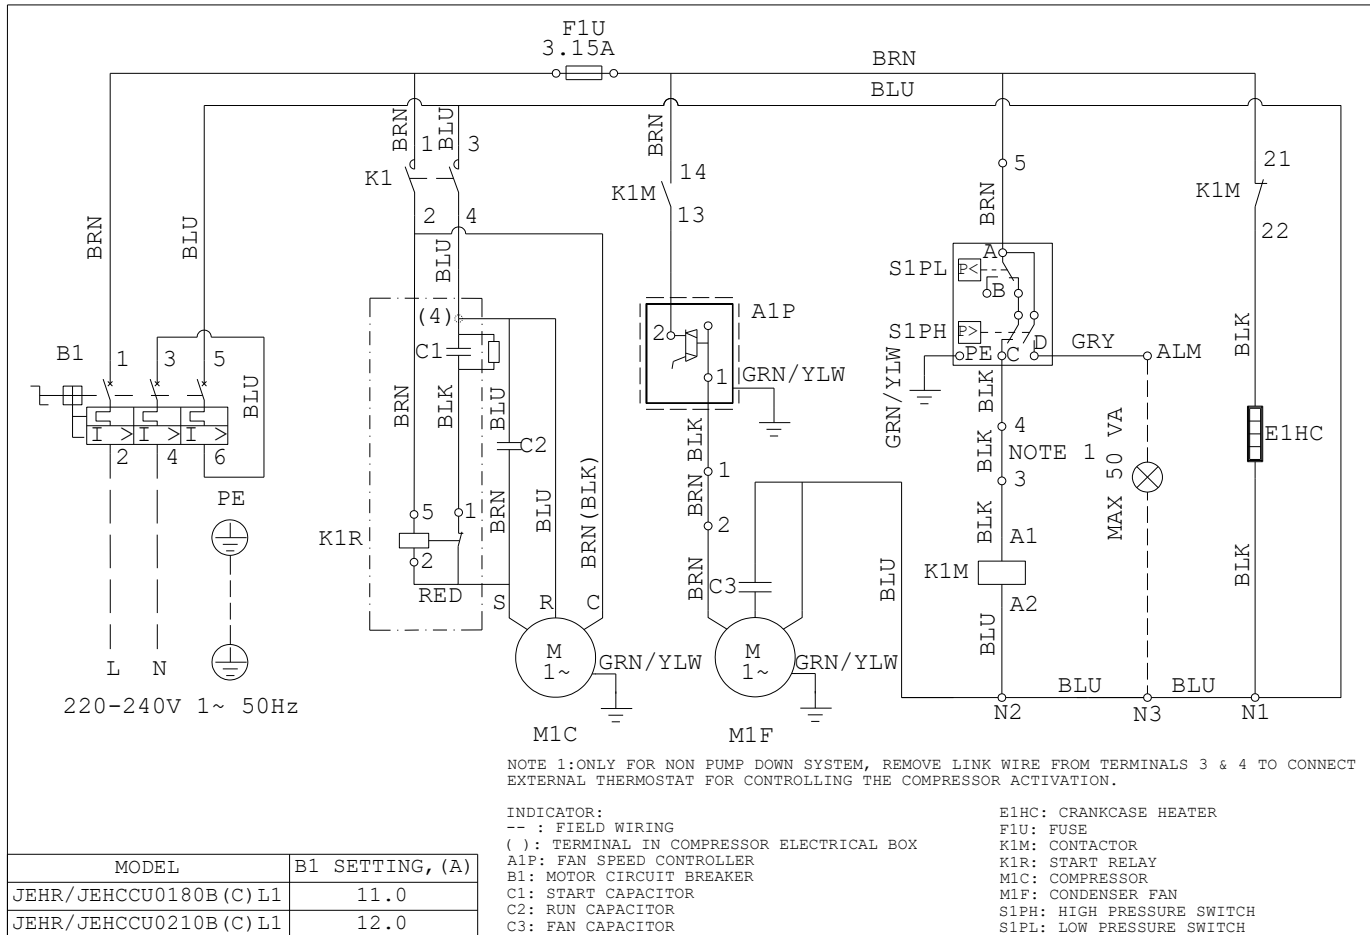 F1U
3.15A
BRN
BLU
BRN
BLU
BRN
1
3
K1
2
4
BLU
14
K1M
13
5
BRN
21
K1M
22
BRN
BLU
S1PL
P<
A
B
S1PH
P>
PE
C
D
GRY
ALM
GRN/YLW
(4)
C1
2
1
A1P
GRN/YLW
B1
1
3
5
BLU
I >
I >
I >
2
4
6
BRN
BLK
BLU
C2
BRN
BLU
BRN(BLK)
BLK
1
BRN
2
BRN
C3
BLU
BLK
4
BLK
NOTE 1
3
BLK
A1
K1M
A2
BLU
MAX 50 VA
BLK
E1HC
BLK
PE
K1R
5
1
2
RED
S
R
C
L
N
220-240V 1~ 50Hz
M
1~
GRN/YLW
M1C
M
1~
GRN/YLW
M1F
BLU
BLU
N2
N3
N1
NOTE 1:ONLY FOR NON PUMP DOWN SYSTEM, REMOVE LINK WIRE FROM TERMINALS 3 & 4 TO CONNECT
EXTERNAL THERMOSTAT FOR CONTROLLING THE COMPRESSOR ACTIVATION.
INDICATOR:
-- : FIELD WIRING
( ): TERMINAL IN COMPRESSOR ELECTRICAL BOX
A1P: FAN SPEED CONTROLLER
B1: MOTOR CIRCUIT BREAKER
C1: START CAPACITOR
C2: RUN CAPACITOR
C3: FAN CAPACITOR
E1HC: CRANKCASE HEATER
F1U: FUSE
K1M: CONTACTOR
K1R: START RELAY
M1C: COMPRESSOR
M1F: CONDENSER FAN
S1PH: HIGH PRESSURE SWITCH
S1PL: LOW PRESSURE SWITCH
MODEL B1 SETTING,(A)
JEHR/JEHCCU0180B(C)L1 11.0
JEHR/JEHCCU0210B(C)L1 12.0